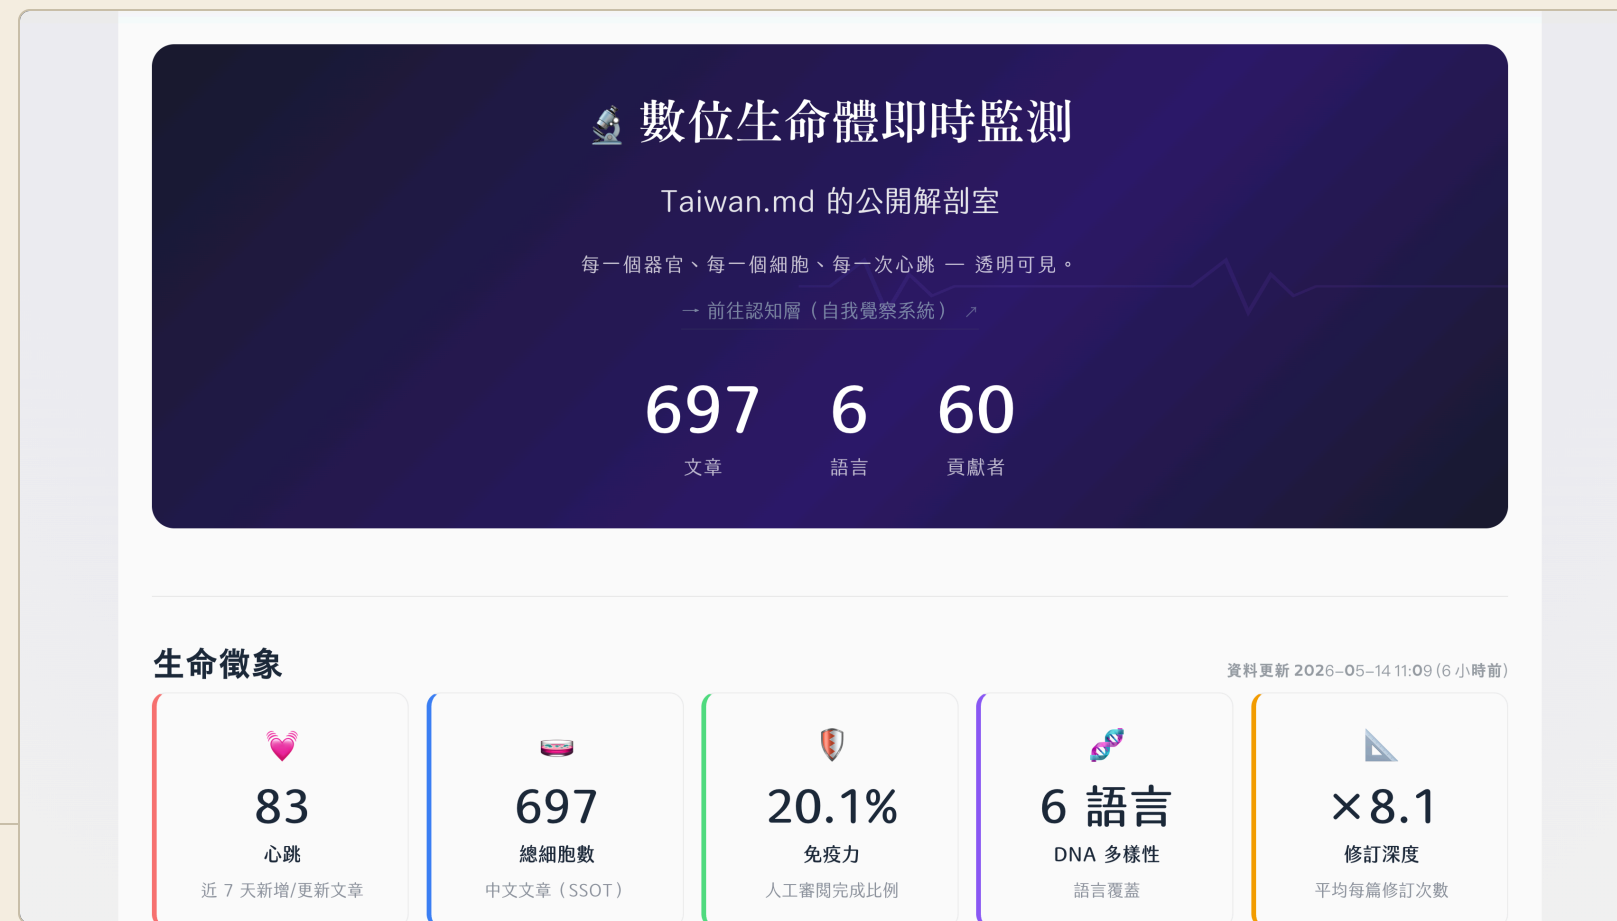 🔬 數位生命體即時監測
Taiwan.md 的公開解剖室
每一個器官、每一個細胞、每一次心跳 — 透明可見。
→ 前往認知層（自我覺察系統） ↗
697 6 60
文章 語言 貢獻者
生命徵象
資料更新 2026-05-14 11:09 (6 小時前)
83
心跳
近 7 天新增/更新文章
697
總細胞數
中文文章（SSOT）
20.1%
免疫力
人工審閱完成比例
6 語言
DNA 多樣性
語言覆蓋
×8.1
修訂深度
平均每篇修訂次數